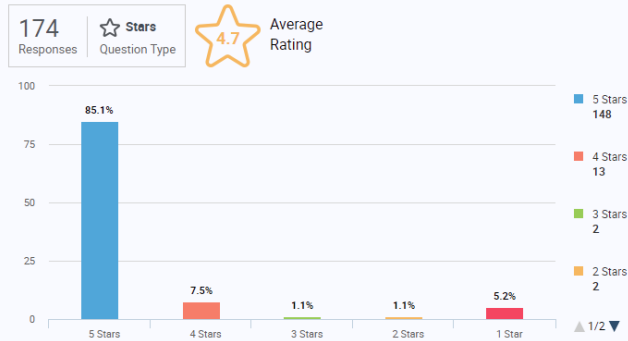 174
Responses
Stars
Question Type
4.7
Average
Rating
100
75
50
25
0
85.1%
7.5%
1.1%
1.1%
5.2%
5 Stars
4 Stars
3 Stars
2 Stars
1 Star
5 Stars
148
4 Stars
13
3 Stars
2
2 Stars
2
1/2